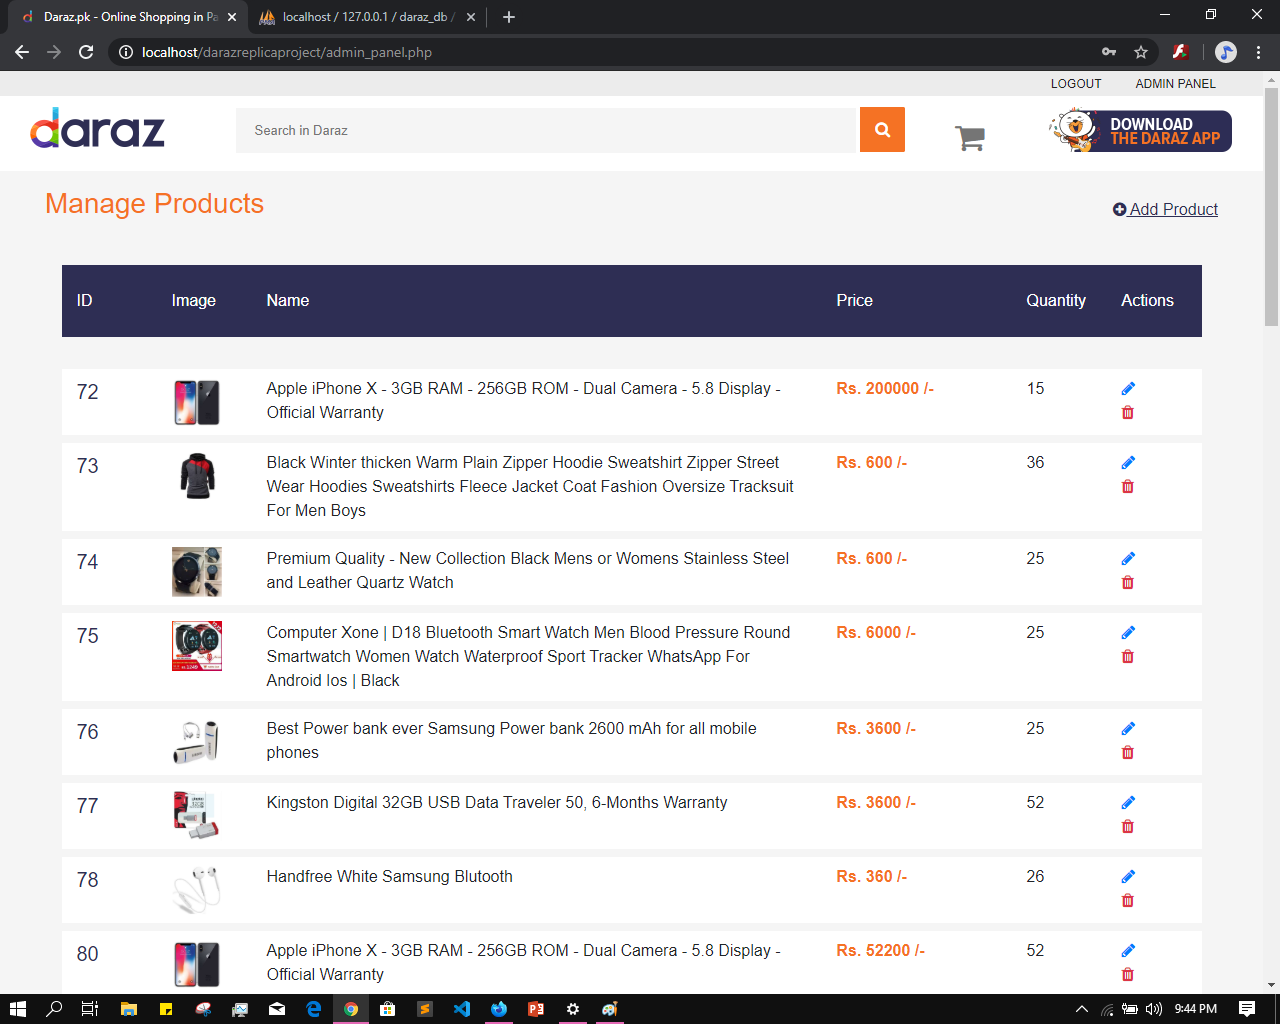 Daraz.pk - Online Shopping in Pa
localhost / 127.0.0.1 / daraz_db /
localhost/darazreplicaproject/admin_panel.php
LOGOUT ADMIN PANEL
daraz
Search in Daraz
DOWNLOAD
THE DARAZ APP
Manage Products
Add Product
ID Image Name Price Quantity Actions
72 Apple iPhone X - 3GB RAM - 256GB ROM - Dual Camera - 5.8 Display - Rs. 200000 /- 15
Official Warranty
73 Black Winter thicken Warm Plain Zipper Hoodie Sweatshirt Zipper Street Rs. 600 /- 36
Wear Hoodies Sweatshirts Fleece Jacket Coat Fashion Oversize Tracksuit
For Men Boys
74 Premium Quality - New Collection Black Mens or Womens Stainless Steel Rs. 600 /- 25
and Leather Quartz Watch
75 Computer Xone | D18 Bluetooth Smart Watch Men Blood Pressure Round Rs. 6000 /- 25
Smartwatch Women Watch Waterproof Sport Tracker WhatsApp For
Android Ios | Black
76 Best Power bank ever Samsung Power bank 2600 mAh for all mobile Rs. 3600 /- 25
phones
77 Kingston Digital 32GB USB Data Traveler 50, 6-Months Warranty Rs. 3600 /- 52
78 Handfree White Samsung Blutooth Rs. 360 /- 26
80 Apple iPhone X - 3GB RAM - 256GB ROM - Dual Camera - 5.8 Display - Rs. 52200 /- 52
Official Warranty
9:44 PM